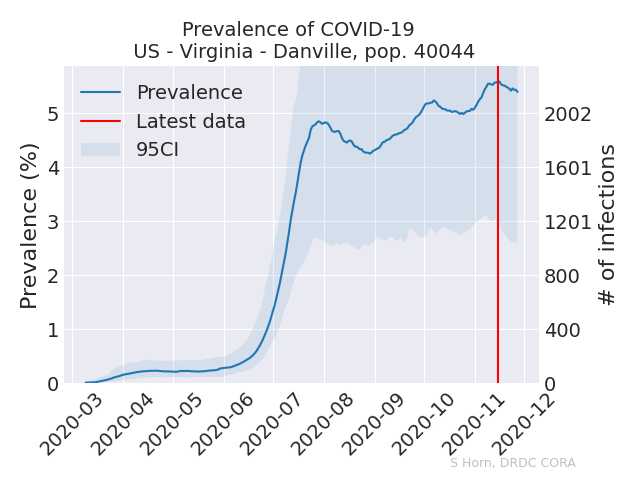 Prevalence of COVID-19
US - Virginia - Danville, pop. 40044
Prevalence
Latest data
95CI
Prevalence (%)
5
4
3
2
1
0
2002
1601
1201
800
400
0
# of infections
2020-03
2020-04
2020-05
2020-06
2020-07
2020-08
2020-09
2020-10
2020-11
2020-12
S Horn, DRDC CORA